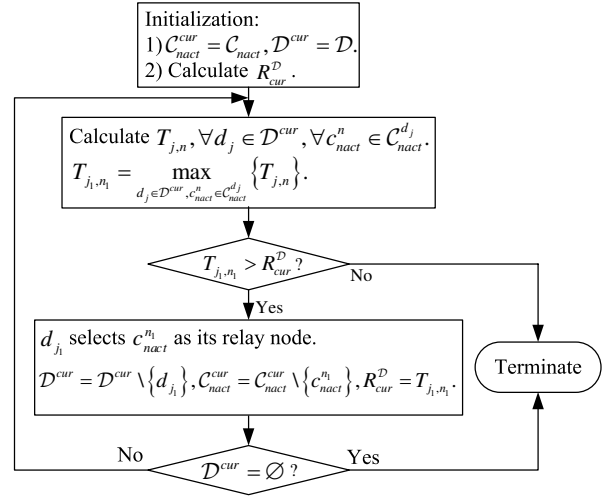 Initialization:
1) $\mathcal{C}_{nact}^{cur} = \mathcal{C}_{nact}, \mathcal{D}^{cur} = \mathcal{D}.$
2) Calculate $R_{cur}^{\mathcal{D}}$.
Calculate $T_{j,n}, \forall d_j \in \mathcal{D}^{cur}, \forall c_{nact}^{n} \in \mathcal{C}_{nact}^{d_j}.$
$T_{j_1,n_1} = \max_{d_j \in \mathcal{D}^{cur}, c_{nact}^{n} \in \mathcal{C}_{nact}^{d_j}} \{T_{j,n}\}.$
$T_{j_1,n_1} > R_{cur}^{\mathcal{D}}$ ?
No
Yes
$d_{j_1}$ selects $c_{nact}^{n_1}$ as its relay node.
$\mathcal{D}^{cur} = \mathcal{D}^{cur} \setminus \{d_{j_1}\}, \mathcal{C}_{nact}^{cur} = \mathcal{C}_{nact}^{cur} \setminus \{c_{nact}^{n_1}\}, R_{cur}^{\mathcal{D}} = T_{j_1,n_1}.$
Terminate
No
$\mathcal{D}^{cur} = \varnothing$ ?
Yes